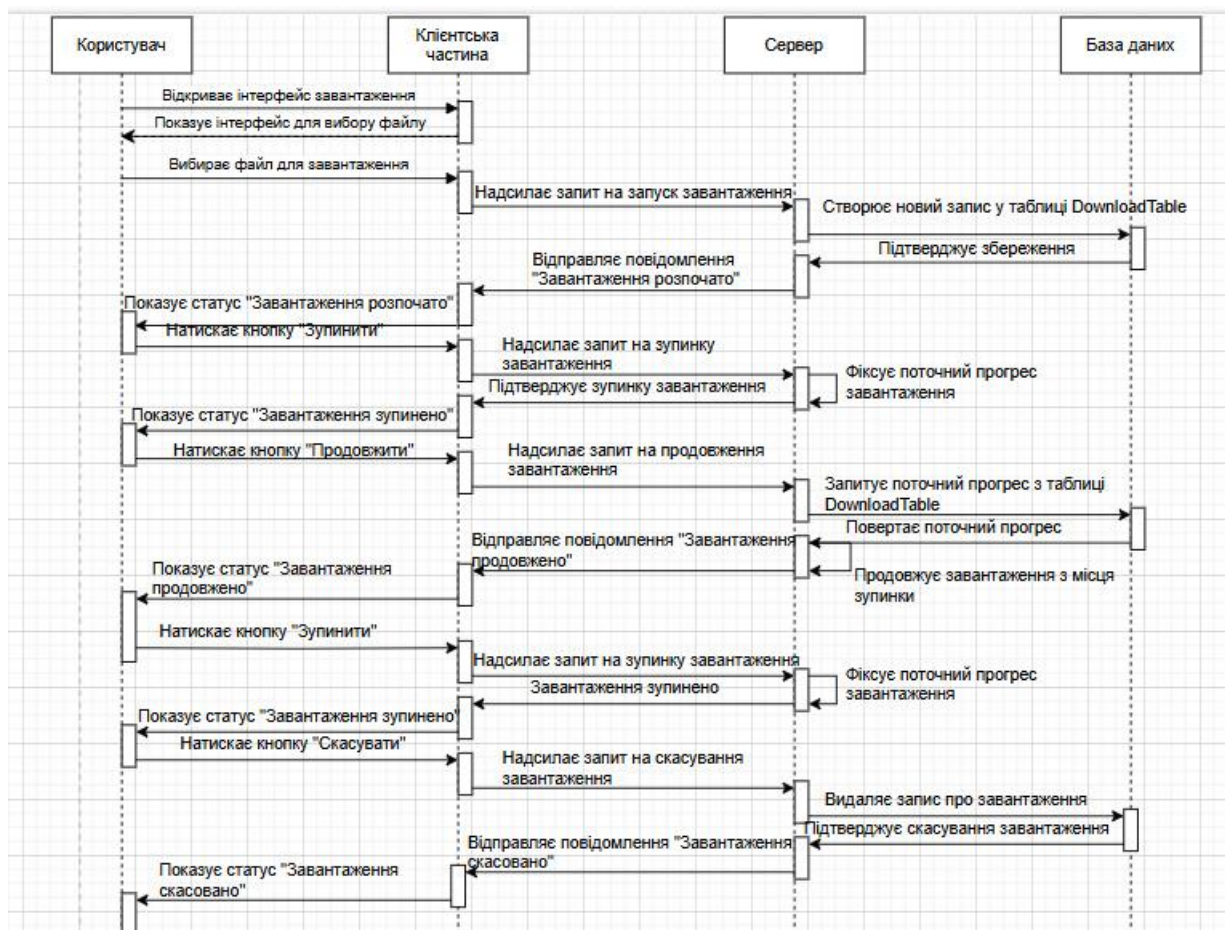 Користувач
Клієнтська
частина
Сервер
База даних
Відкриває інтерфейс завантаження
Показує інтерфейс для вибору файлу
Вибирає файл для завантаження
Надсилає запит на запуск завантаження
Створює новий запис у таблиці DownloadTable
Підтверджує збереження
Відправляє повідомлення
"Завантаження розпочато"
Показує статус "Завантаження розпочато"
Натискає кнопку "Зупинити"
Надсилає запит на зупинку
завантаження
Фіксує поточний прогрес
завантаження
Підтверджує зупинку завантаження
Показує статус "Завантаження зупинено"
Натискає кнопку "Продовжити"
Надсилає запит на продовження
завантаження
Запитує поточний прогрес з таблиці
DownloadTable
Повертає поточний прогрес
Відправляє повідомлення "Завантаження
продовжено"
Продовжує завантаження з місця
зупинки
Показує статус "Завантаження
продовжено"
Натискає кнопку "Зупинити"
Надсилає запит на зупинку завантаження
Фіксує поточний прогрес
завантаження
Завантаження зупинено
Показує статус "Завантаження зупинено"
Натискає кнопку "Скасувати"
Надсилає запит на скасування
завантаження
Видаляє запис про завантаження
Підтверджує скасування завантаження
Відправляє повідомлення "Завантаження
скасовано"
Показує статус "Завантаження
скасовано"